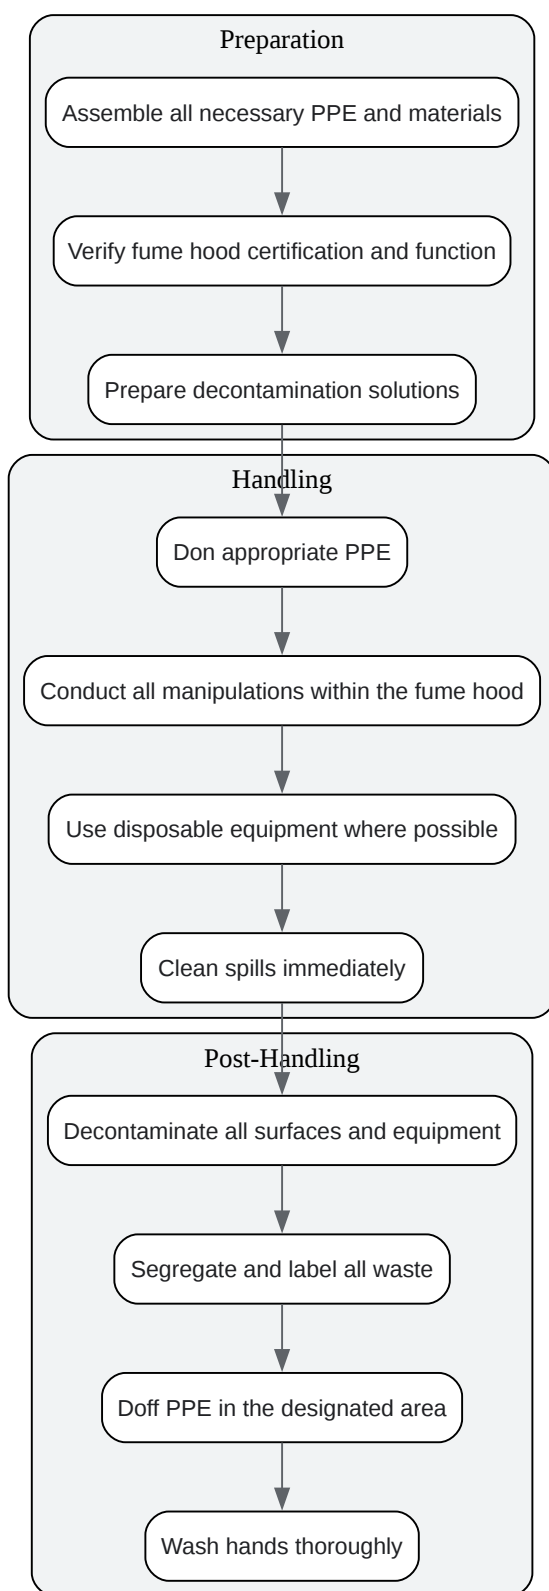 Preparation
Assemble all necessary PPE and materials
Verify fume hood certification and function
Prepare decontamination solutions
Handling
Don appropriate PPE
Conduct all manipulations within the fume hood
Use disposable equipment where possible
Clean spills immediately
Post-Handling
Decontaminate all surfaces and equipment
Segregate and label all waste
Doff PPE in the designated area
Wash hands thoroughly